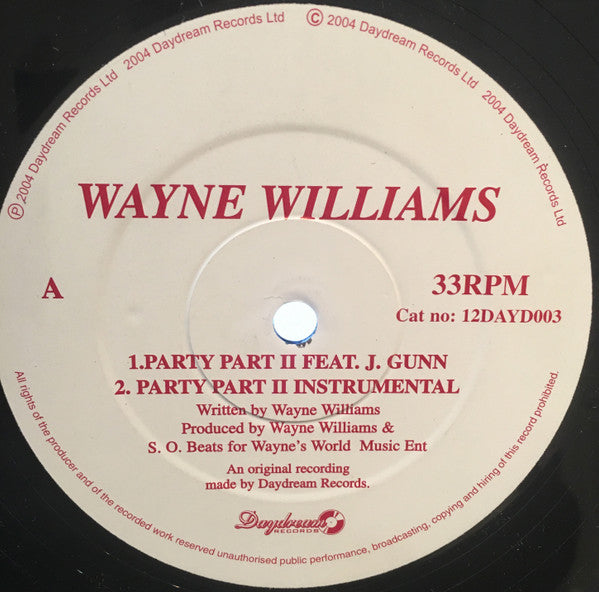 ℗ 2004 Daydream Records Ltd 2004 Daydream Records Ltd © 2004 Daydream Records Ltd 2004 Daydream Records Ltd
WAYNE WILLIAMS
A
33RPM
Cat no: 12DAYD003
1.PARTY PART II FEAT. J. GUNN
2. PARTY PART II INSTRUMENTAL
Written by Wayne Williams
Produced by Wayne Williams &
S. O. Beats for Wayne's World Music Ent
An original recording
made by Daydream Records.
Daydream
RECORDS
All rights of the producer and of the recorded work reserved unauthorised public performance, broadcasting, copying and hiring of this record prohibited.